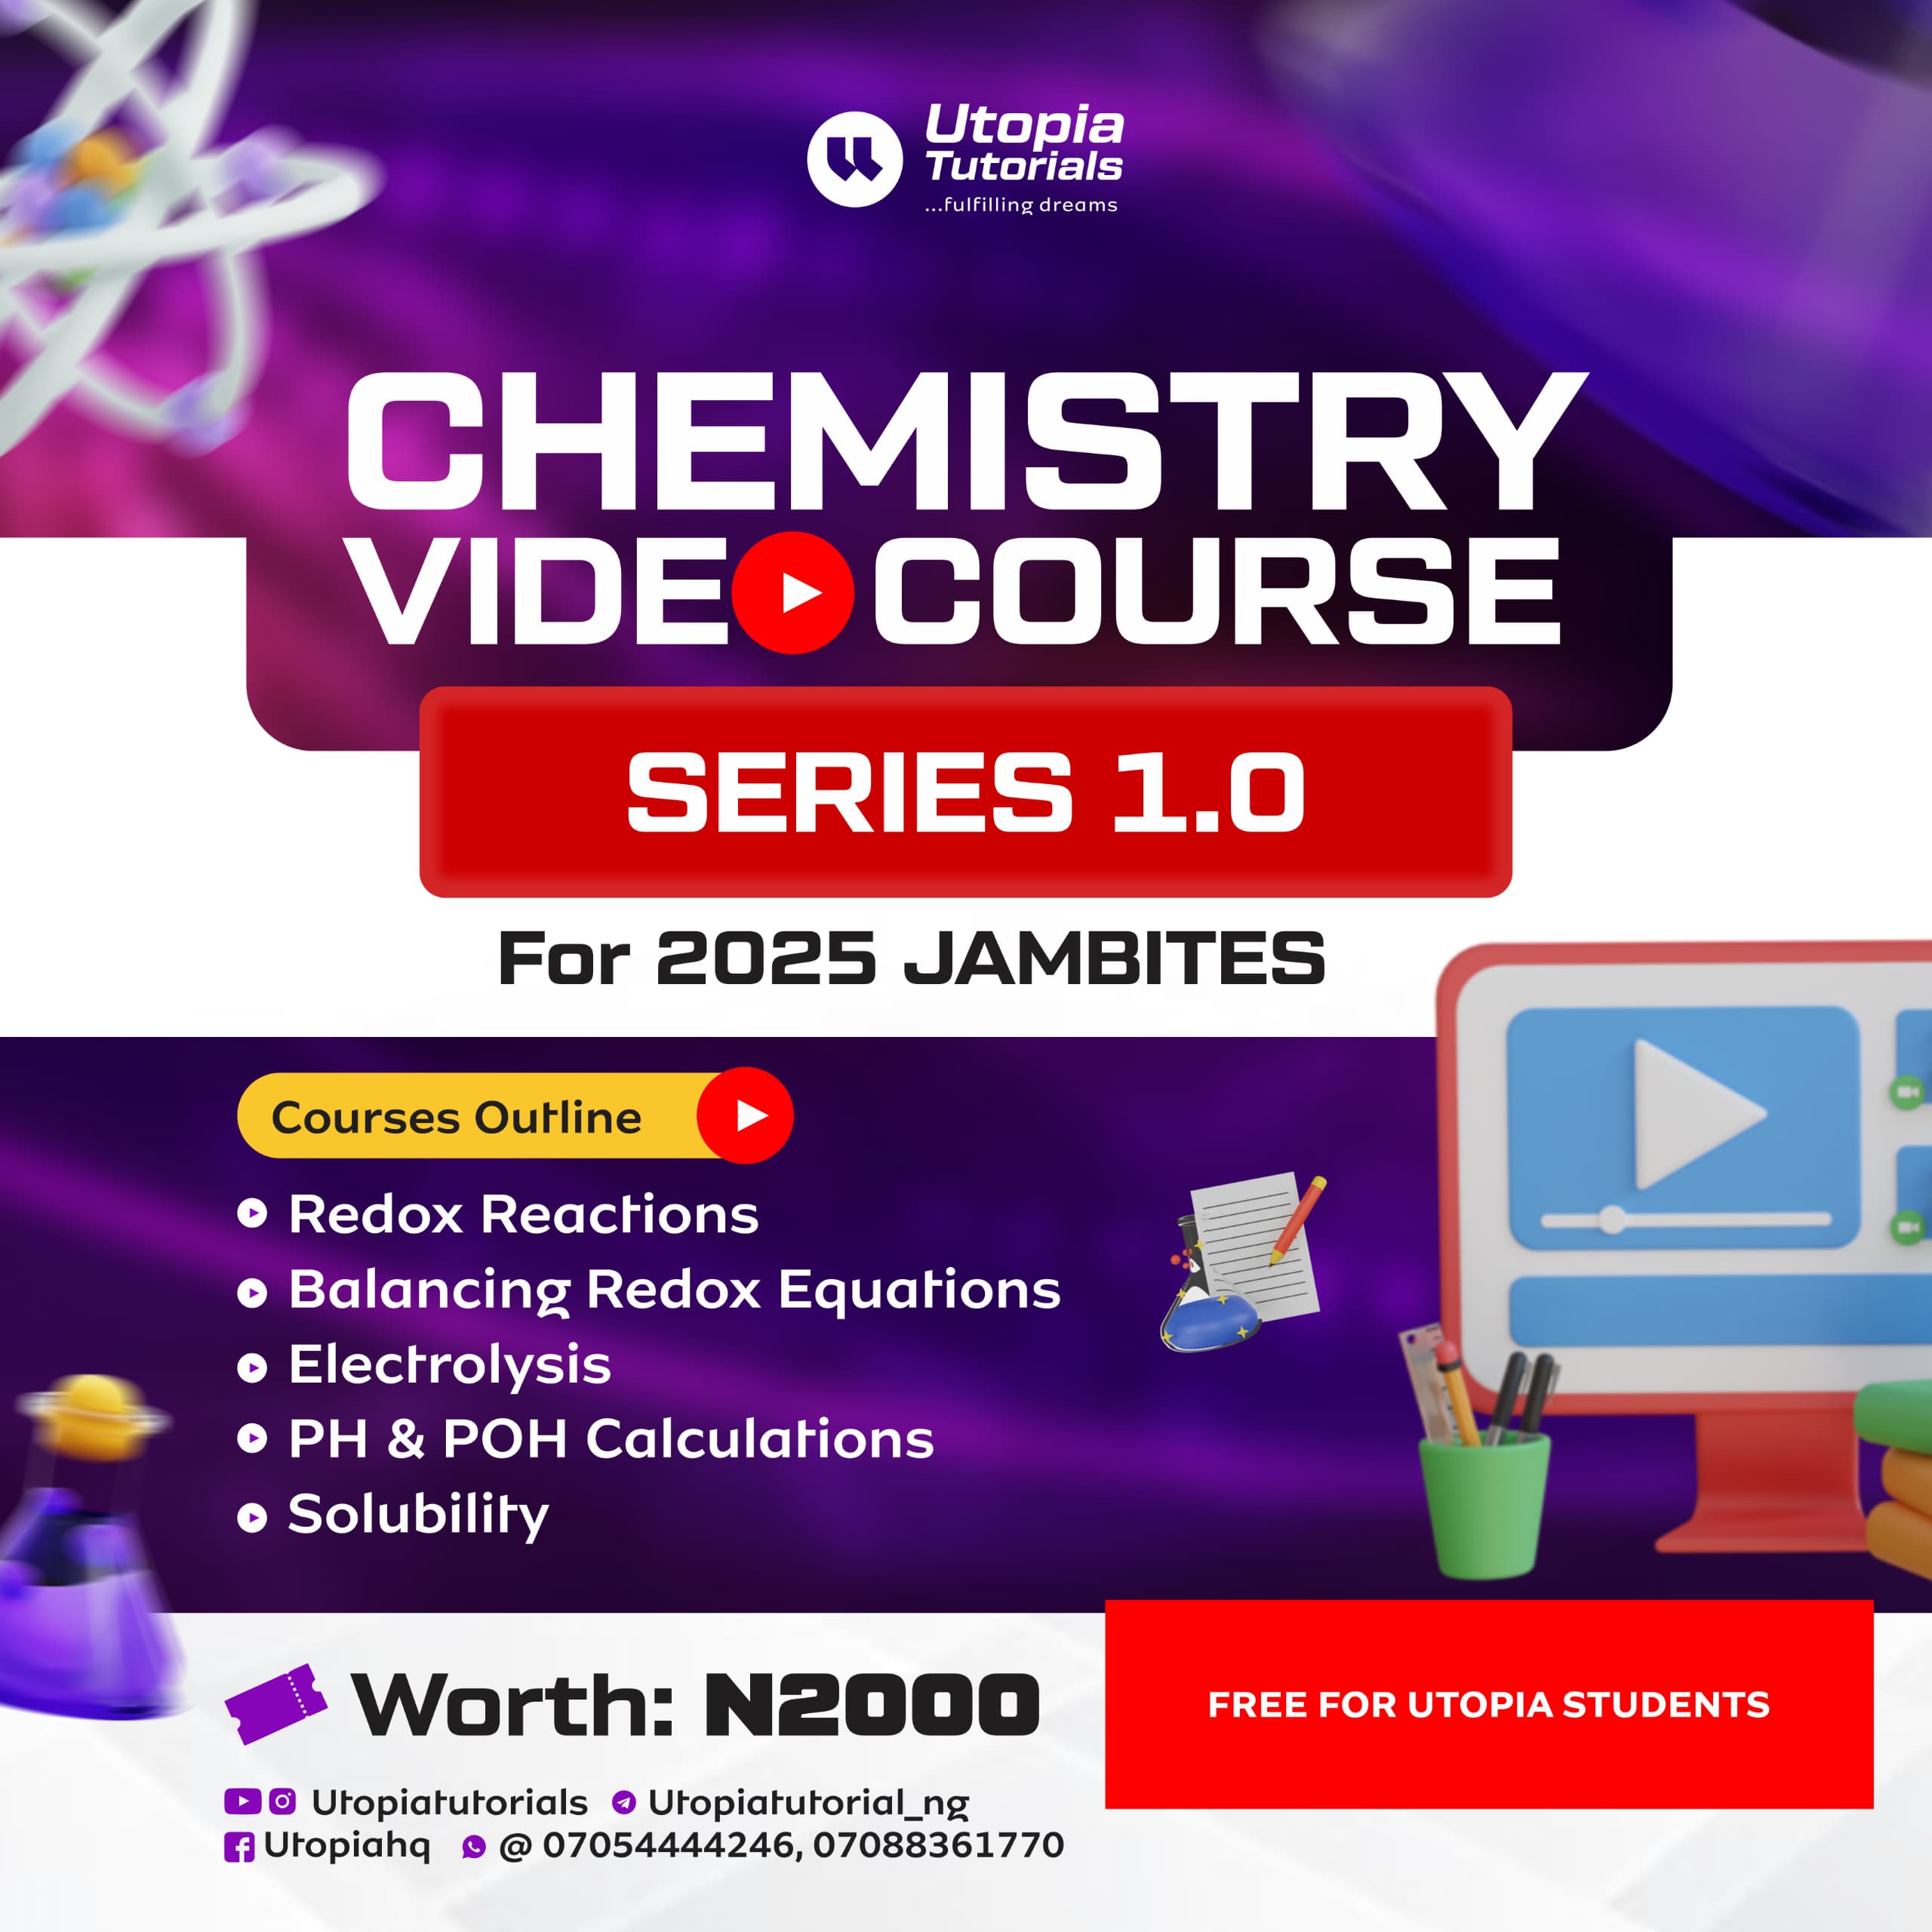 Utopia
Tutorials
...fulfilling dreams
CHEMISTRY
VIDEO COURSE
SERIES 1.0
For 2025 JAMBITES
Courses Outline
Redox Reactions
Balancing Redox Equations
Electrolysis
PH & POH Calculations
Solubility
Worth: N2000
FREE FOR UTOPIA STUDENTS
Utopiatutorials Utopiatutorial_ng
Utopiahq @ 07054444246, 07088361770